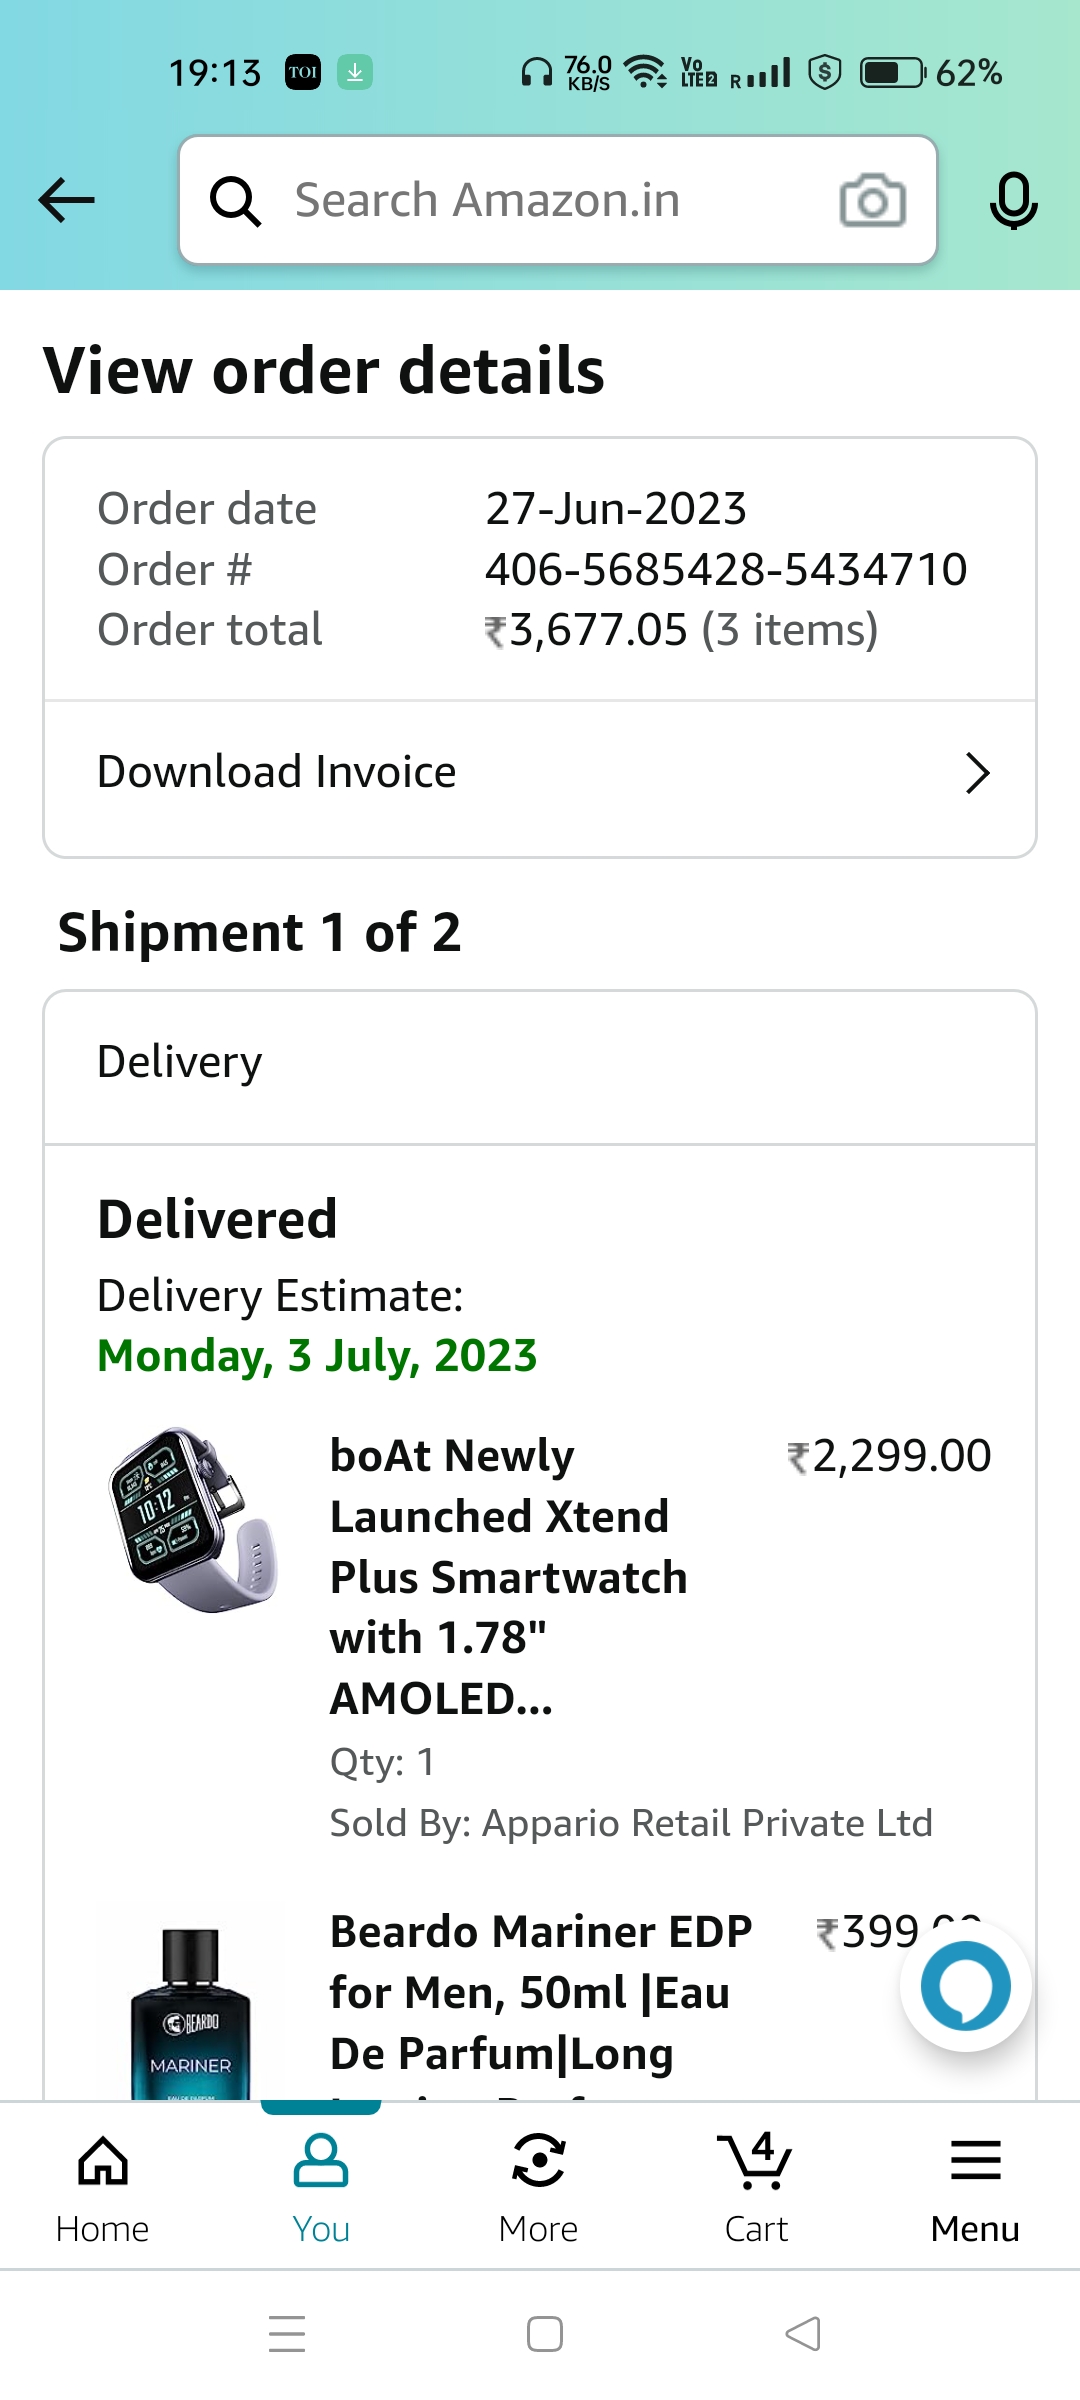 19:13 TOI 76.0 KB/S Vo LTE2 R 62%
Search Amazon.in
View order details
Order date 27-Jun-2023
Order # 406-5685428-5434710
Order total ₹3,677.05 (3 items)
Download Invoice
Shipment 1 of 2
Delivery
Delivered
Delivery Estimate:
Monday, 3 July, 2023
boAt Newly ₹2,299.00
Launched Xtend
Plus Smartwatch
with 1.78"
AMOLED...
10:12
Qty: 1
Sold By: Appario Retail Private Ltd
Beardo Mariner EDP ₹399
for Men, 50ml |Eau
De Parfum|Long
BEARDO
MARINER
4
Home You More Cart Menu